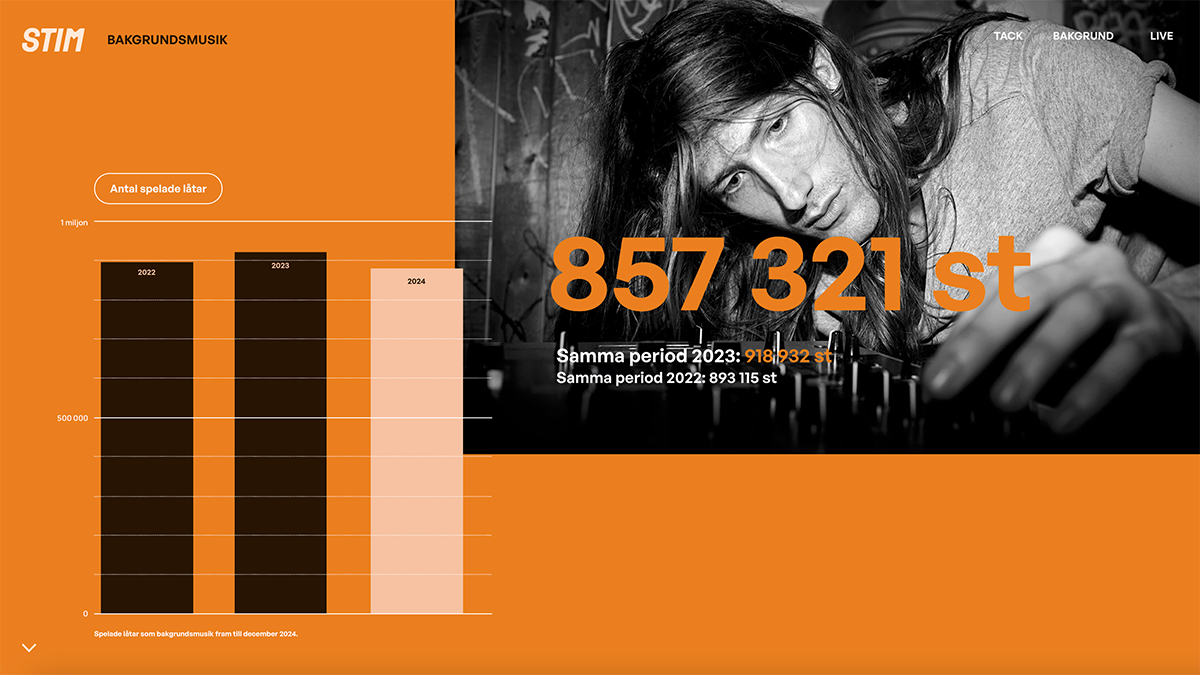 STIM
BAKGRUNDSMUSIK
TACK
BAKGRUND
LIVE
Antal spelade låtar
1 miljon
2022
2023
2024
500 000
0
Spelade låtar som bakgrundsmusik fram till december 2024.
857 321 st
Samma period 2023: 918 932 st
Samma period 2022: 893 115 st